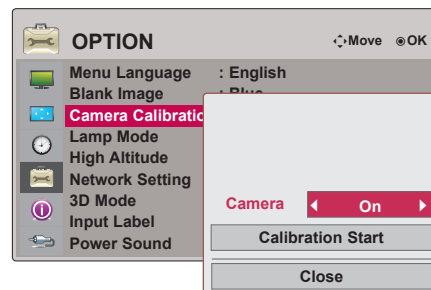 OPTION
Move OK
Menu Language : English
Blank Image : Blue
Camera Calibratio
Lamp Mode
High Altitude
Network Setting
3D Mode
Input Label
Power Sound
Camera On
Calibration Start
Close